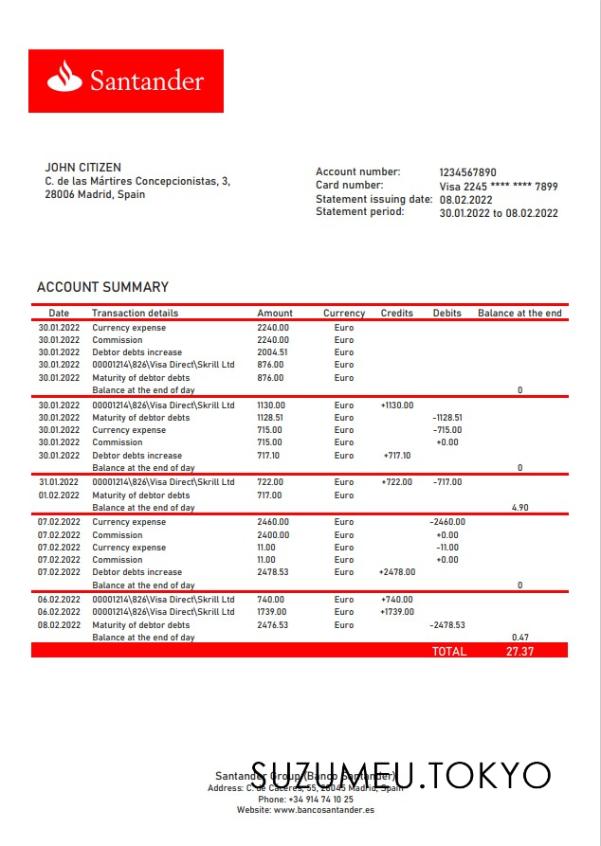 Santander
JOHN CITIZEN
C. de las Mártires Concepcionistas, 3,
28006 Madrid, Spain
Account number: 1234567890
Card number: Visa 2245 **** **** 7899
Statement issuing date: 08.02.2022
Statement period: 30.01.2022 to 08.02.2022
ACCOUNT SUMMARY
Date Transaction details Amount Currency Credits Debits Balance at the end
30.01.2022 Currency expense 2240.00 Euro
30.01.2022 Commission 2240.00 Euro
30.01.2022 Debtor debts increase 2004.51 Euro
30.01.2022 00001214\826\Visa Direct\Skrill Ltd 876.00 Euro
30.01.2022 Maturity of debtor debts 876.00 Euro
Balance at the end of day 0
30.01.2022 00001214\826\Visa Direct\Skrill Ltd 1130.00 Euro +1130.00
30.01.2022 Maturity of debtor debts 1128.51 Euro -1128.51
30.01.2022 Currency expense 715.00 Euro -715.00
30.01.2022 Commission 715.00 Euro +0.00
30.01.2022 Debtor debts increase 717.10 Euro +717.10
Balance at the end of day 0
31.01.2022 00001214\826\Visa Direct\Skrill Ltd 722.00 Euro +722.00 -717.00
01.02.2022 Maturity of debtor debts 717.00 Euro
Balance at the end of day 4.90
07.02.2022 Currency expense 2460.00 Euro -2460.00
07.02.2022 Commission 2400.00 Euro +0.00
07.02.2022 Currency expense 11.00 Euro -11.00
07.02.2022 Commission 11.00 Euro +0.00
07.02.2022 Debtor debts increase 2478.53 Euro +2478.00
Balance at the end of day 0
06.02.2022 00001214\826\Visa Direct\Skrill Ltd 740.00 Euro +740.00
06.02.2022 00001214\826\Visa Direct\Skrill Ltd 1739.00 Euro +1739.00
08.02.2022 Maturity of debtor debts 2476.53 Euro -2478.53
Balance at the end of day 0.47
TOTAL 27.37
SUZUMEU.TOKYO
Santander Group (Banco Santander)
Address: C. de Caceres, 55, 28045 Madrid, Spain
Phone: +34 914 74 10 25
Website: www.bancosantander.es